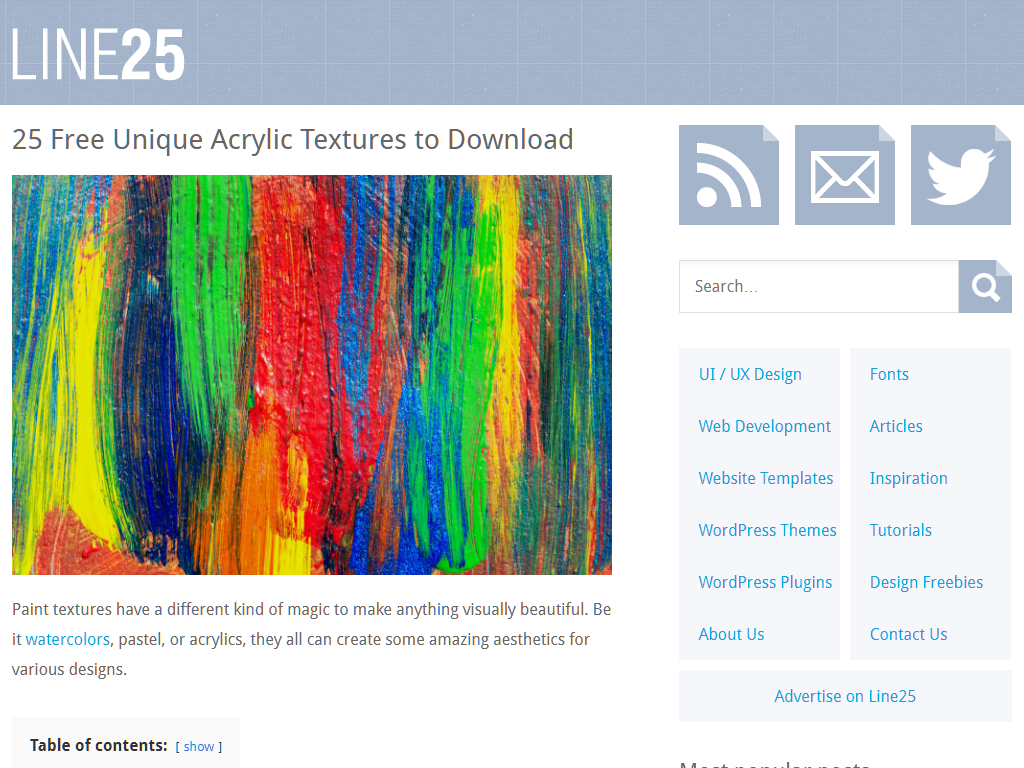 LINE25
25 Free Unique Acrylic Textures to Download
Paint textures have a different kind of magic to make anything visually beautiful. Be
it watercolors, pastel, or acrylics, they all can create some amazing aesthetics for
various designs.
Table of contents: [ show ]
Search...
UI / UX Design
Fonts
Web Development
Articles
Website Templates
Inspiration
WordPress Themes
Tutorials
WordPress Plugins
Design Freebies
About Us
Contact Us
Advertise on Line25
Most popular posts